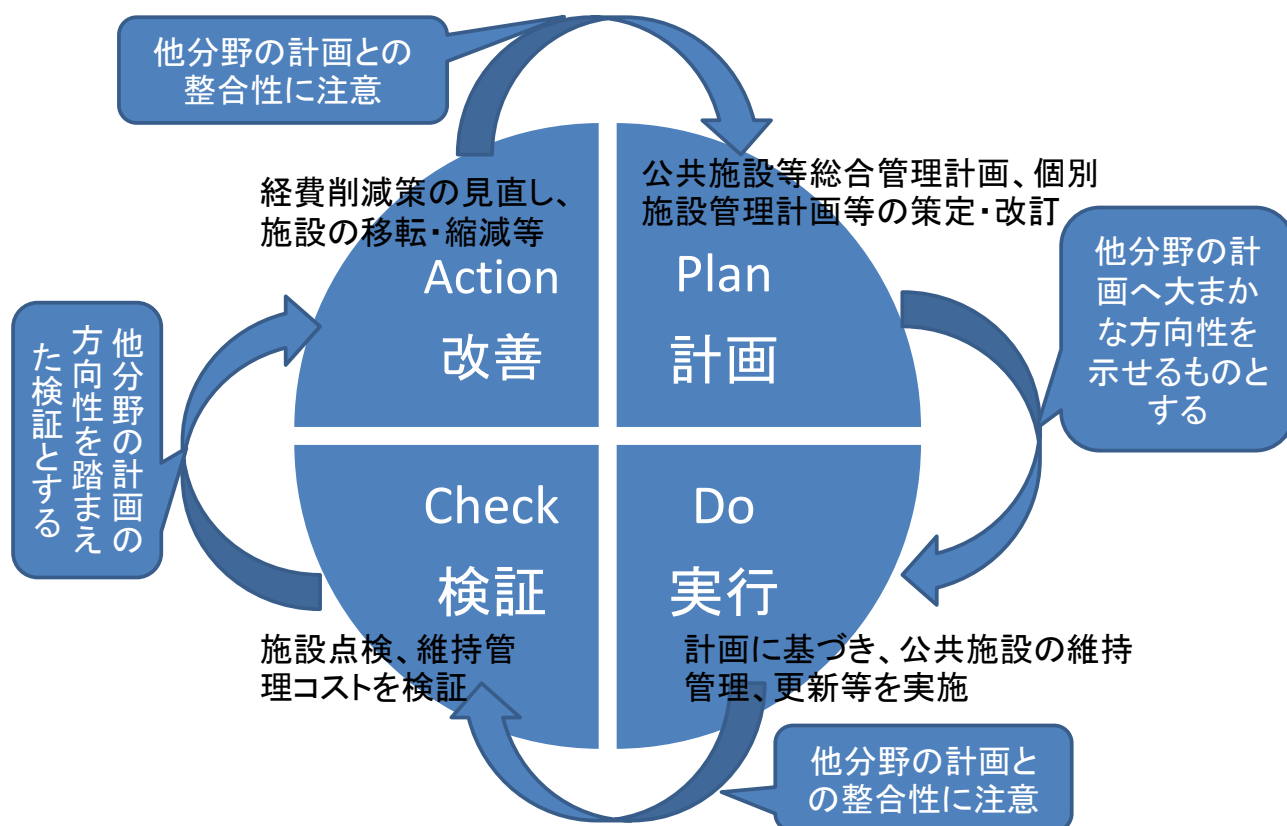 他分野の計画との
整合性に注意
経費削減策の見直し、
施設の移転・縮減等
Action
改善
公共施設等総合管理計画、個別
施設管理計画等の策定・改訂
Plan
計画
他分野の計
画へ大まか
な方向性を
示せるものと
する
他分野の計画の
方向性を踏まえ
た検証とする
Check
検証
施設点検、維持管
理コストを検証
Do
実行
計画に基づき、公共施設の維持
管理、更新等を実施
他分野の計画と
の整合性に注意